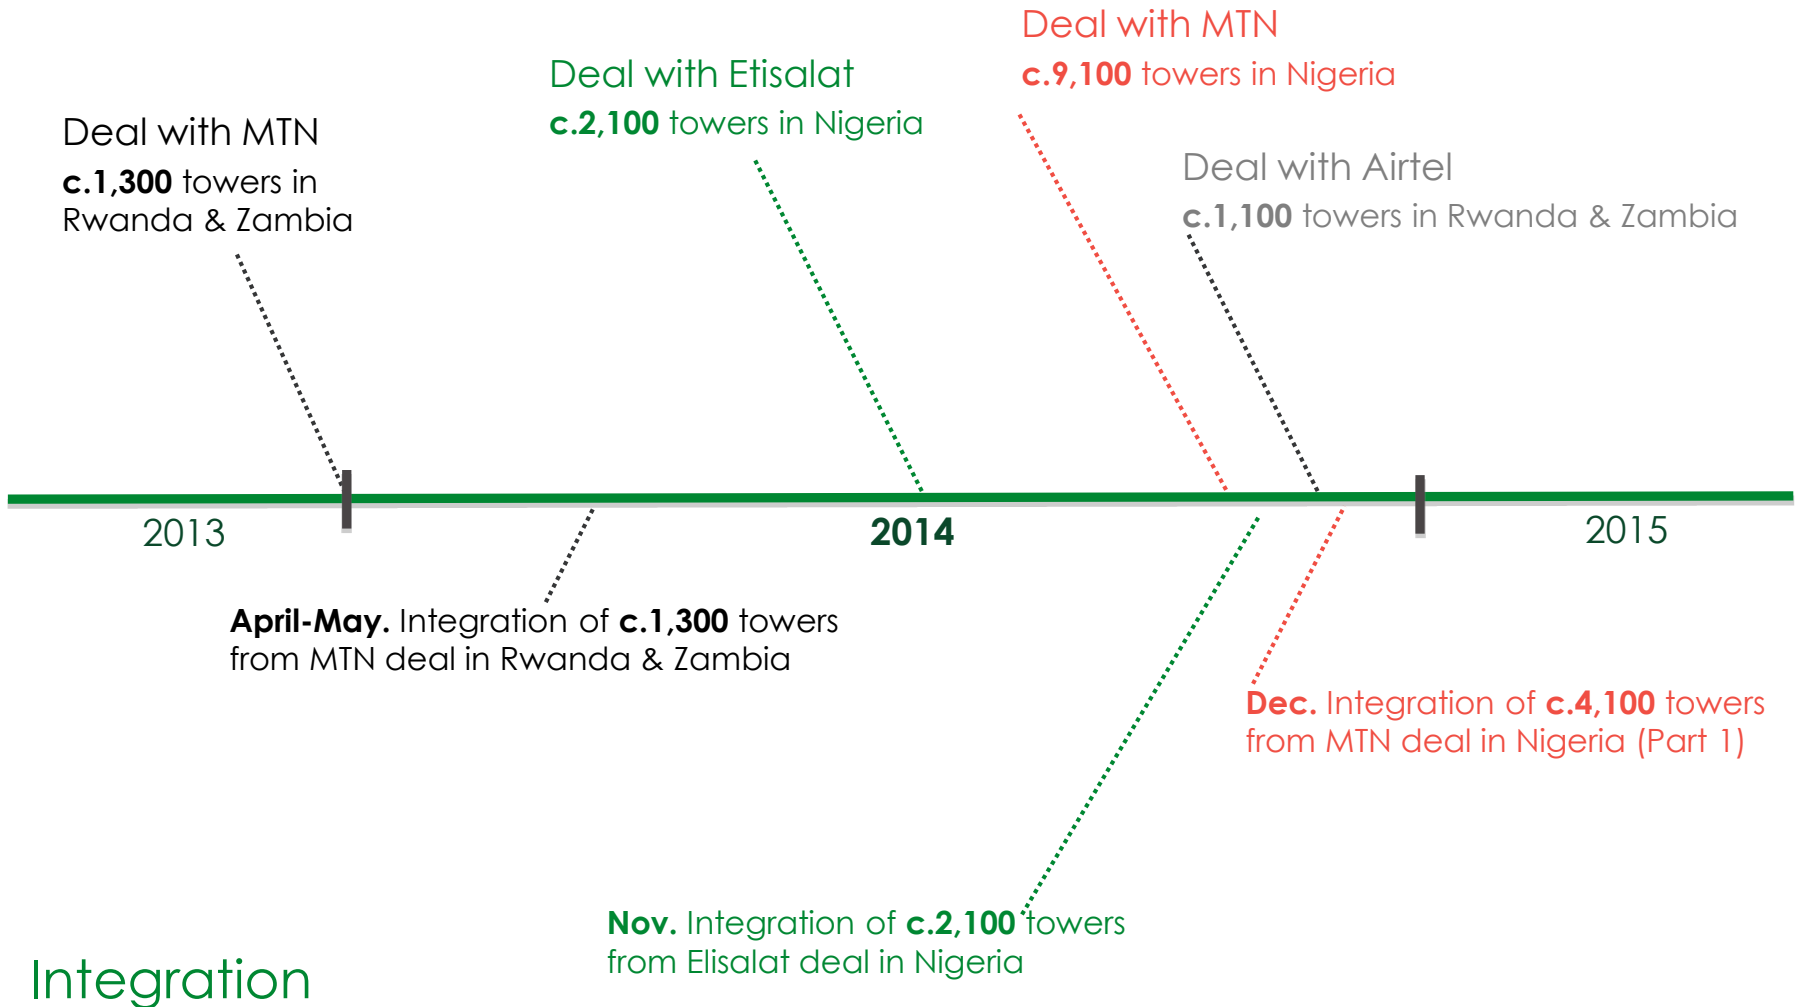 Deal with MTN
c.9,100 towers in Nigeria
Deal with Etisalat
c.2,100 towers in Nigeria
Deal with MTN
c.1,300 towers in
Rwanda & Zambia
Deal with Airtel
c.1,100 towers in Rwanda & Zambia
2013
2014
2015
April-May. Integration of c.1,300 towers
from MTN deal in Rwanda & Zambia
Dec. Integration of c.4,100 towers
from MTN deal in Nigeria (Part 1)
Nov. Integration of c.2,100 towers
from Elisalat deal in Nigeria
Integration